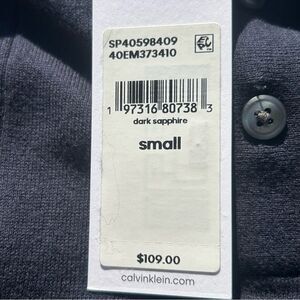 SP40598409
40EM373410
1 97316 80738 3
dark sapphire
small
$109.00
calvinklein.com